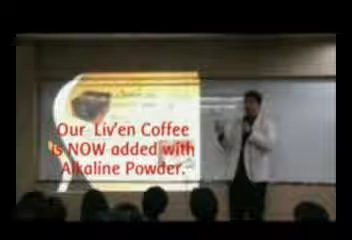 Our Liv'en Coffee
is NOW added with
Alkaline Powder.